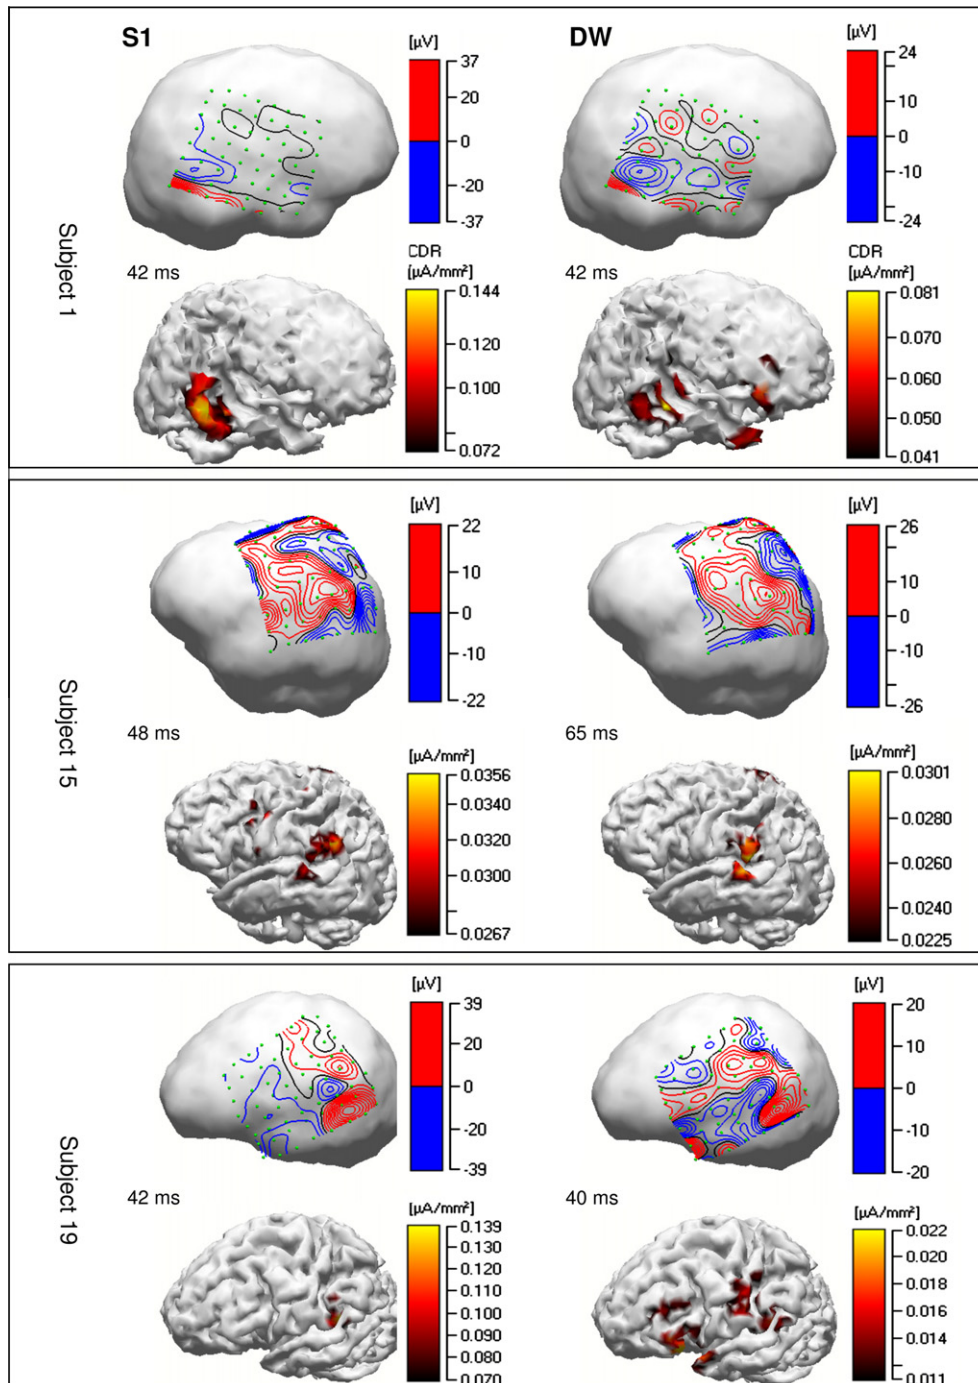 S1
DW
[µV]
37
20
0
-20
-37
[µV]
24
10
0
-10
-24
Subject 1
42 ms
CDR
[µA/mm²]
0.144
0.120
0.100
0.072
42 ms
CDR
[µA/mm²]
0.081
0.070
0.060
0.050
0.041
[µV]
22
10
0
-10
-22
[µV]
26
10
0
-10
-26
Subject 15
48 ms
[µA/mm²]
0.0356
0.0340
0.0320
0.0300
0.0267
65 ms
[µA/mm²]
0.0301
0.0280
0.0260
0.0240
0.0225
[µV]
39
20
0
-20
-39
[µV]
20
10
0
-10
-20
Subject 19
42 ms
[µA/mm²]
0.139
0.130
0.120
0.110
0.100
0.090
0.080
0.070
40 ms
[µA/mm²]
0.022
0.020
0.018
0.016
0.014
0.011